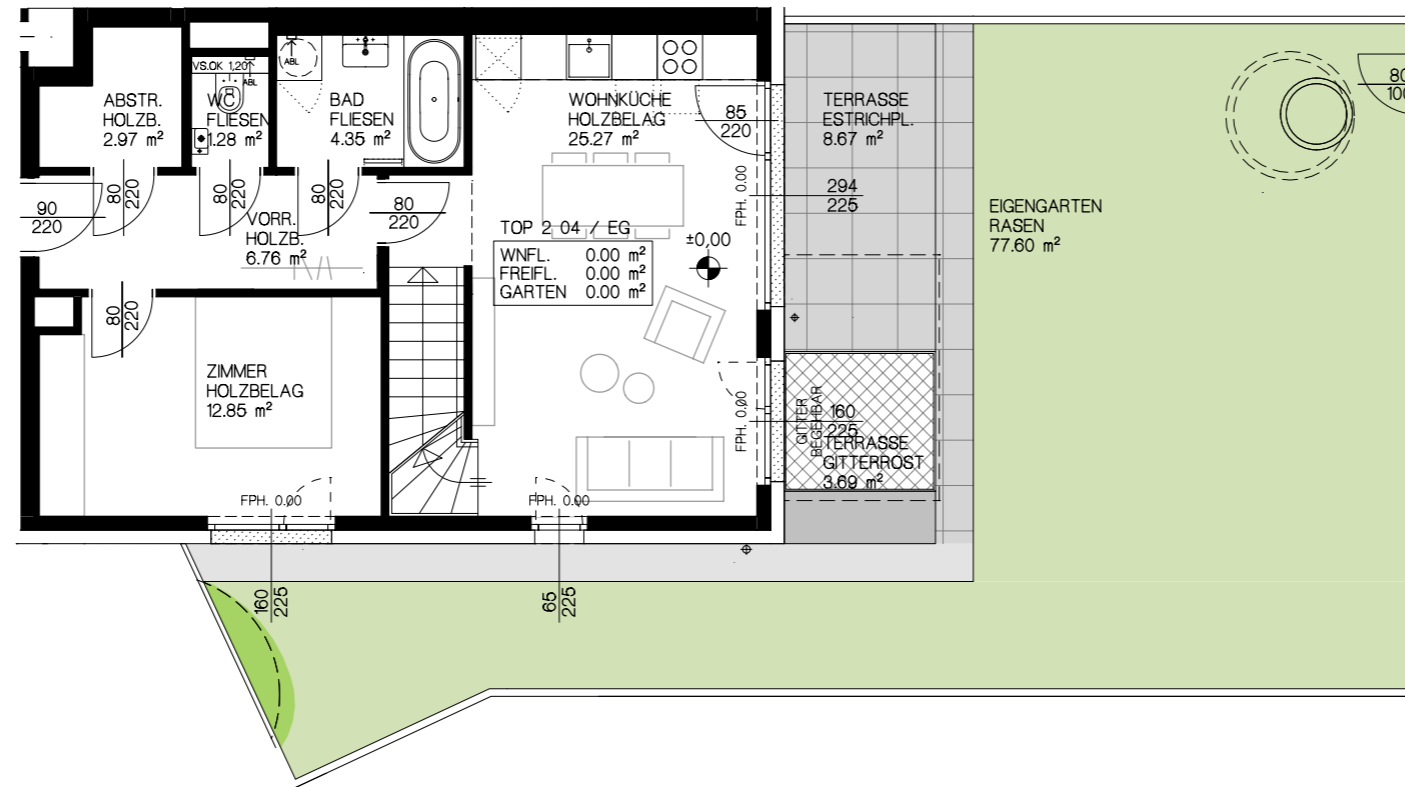 VS.OK 1,20
ABL
ABL
ABSTR.
HOLZB.
2.97 m²
WC
FLIESEN
1.28 m²
BAD
FLIESEN
4.35 m²
WOHNKÜCHE
HOLZBELAG
25.27 m²
85
220
TERRASSE
ESTRICHPL.
8.67 m²
80
100
90
220
80
220
80
220
80
220
80
220
VORR.
HOLZB.
6.76 m²
FPH. 0.00
294
225
EIGENGARTEN
RASEN
77.60 m²
TOP 2 04 / EG
WNFL. 0.00 m²
FREIFL. 0.00 m²
GARTEN 0.00 m²
±0,00
80
220
ZIMMER
HOLZBELAG
12.85 m²
FPH. 0.00
GITTER
BEGEHBAR
160
225
TERRASSE
GITTERROST
3.69 m²
FPH. 0.00
FPH. 0.00
160
225
65
225